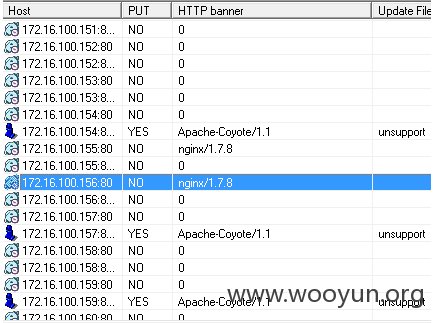 Host PUT HTTP banner Update File
172.16.100.151:8... NO 0
172.16.100.152:80 NO 0
172.16.100.152:8... NO 0
172.16.100.153:80 NO 0
172.16.100.153:8... NO 0
172.16.100.154:80 NO 0
172.16.100.154:8... YES Apache-Coyote/1.1 unsupport
172.16.100.155:80 NO nginx/1.7.8
172.16.100.155:8... NO 0
172.16.100.156:80 NO nginx/1.7.8
172.16.100.156:8... NO 0
172.16.100.157:80 NO 0
172.16.100.157:8... YES Apache-Coyote/1.1 unsupport
172.16.100.158:80 NO 0
172.16.100.158:8... NO 0
172.16.100.159:80 NO 0
172.16.100.159:8... YES Apache-Coyote/1.1 unsupport
172.16.100.160:80 NO 0
www.wooyun.org